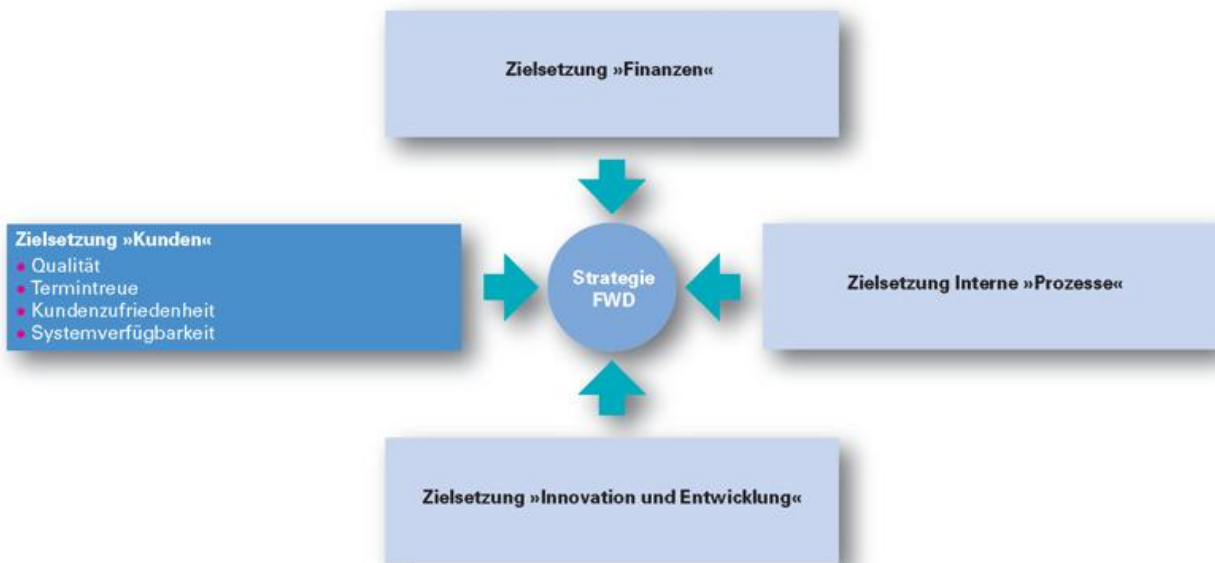 Zielsetzung »Finanzen«
Zielsetzung »Kunden«
• Qualität
• Termintreue
• Kundenzufriedenheit
• Systemverfügbarkeit
Strategie
FWD
Zielsetzung Interne »Prozesse«
Zielsetzung »Innovation und Entwicklung«